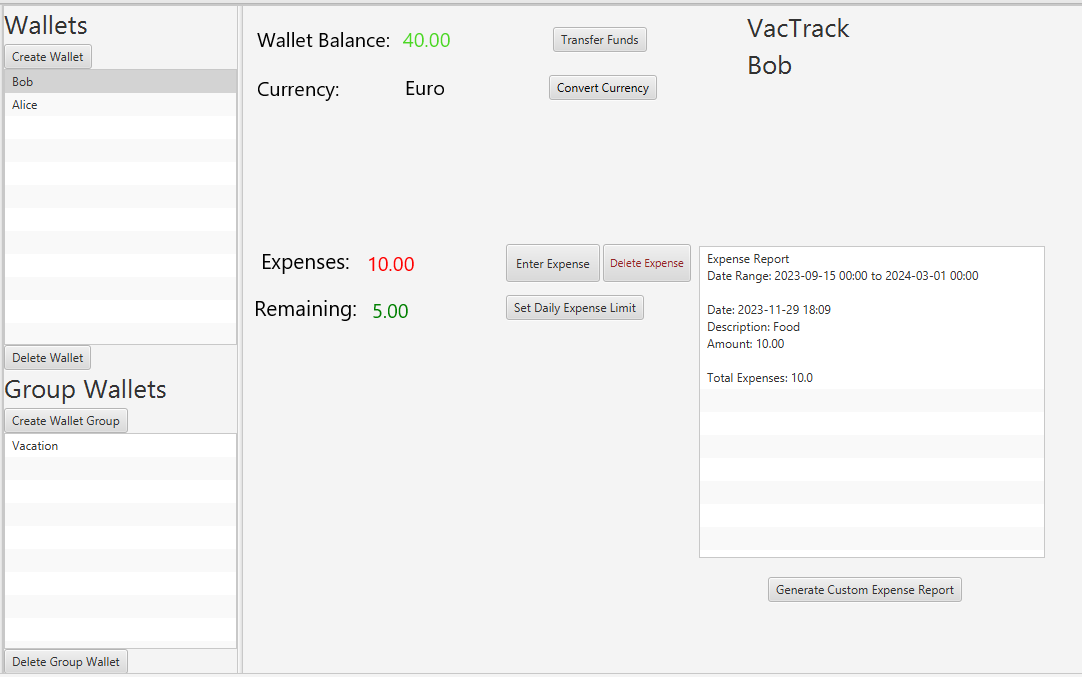 Wallets
Create Wallet
Bob
Alice
Delete Wallet
Group Wallets
Create Wallet Group
Vacation
Delete Group Wallet
Wallet Balance: 40.00
Transfer Funds
Currency: Euro
Convert Currency
VacTrack
Bob
Expenses: 10.00
Enter Expense
Delete Expense
Remaining: 5.00
Set Daily Expense Limit
Expense Report
Date Range: 2023-09-15 00:00 to 2024-03-01 00:00
Date: 2023-11-29 18:09
Description: Food
Amount: 10.00
Total Expenses: 10.0
Generate Custom Expense Report